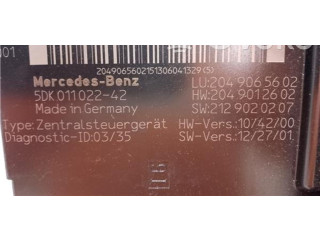 01
2049065602151306041329(5)
Mercedes-Benz LU:204 906 56 02
5DK 011 022-42 HW:204 901 26 02
Made in Germany SW:212 902 02 07
Type:Zentralsteuergerät HW-Vers.:10/42/00
Diagnostic-ID:03/35 SW-Vers.:12/27/01